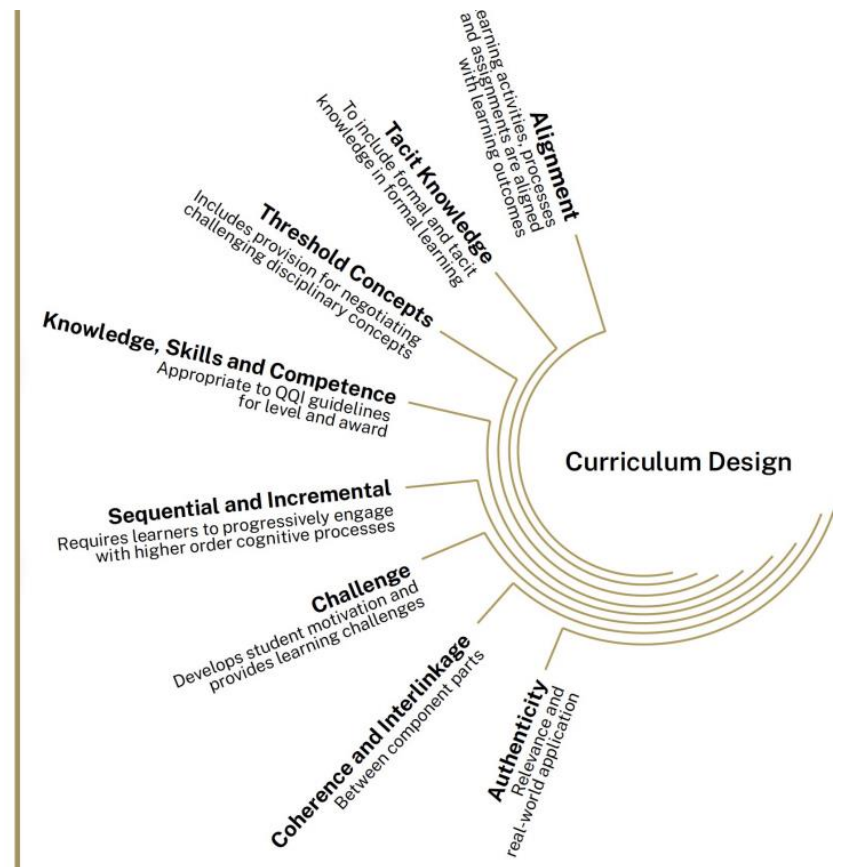 Alignment
earning activities, processes
and assignments are aligned
with learning outcomes
Tacit Knowledge
To include formal and tacit
knowledge in formal learning
Threshold Concepts
Includes provision for negotiating
challenging disciplinary concepts
Knowledge, Skills and Competence
Appropriate to QQI guidelines
for level and award
Sequential and Incremental
Requires learners to progressively engage
with higher order cognitive processes
Challenge
Develops student motivation and
provides learning challenges
Coherence and Interlinkage
Between component parts
Authenticity
Relevance and
real-world application
Curriculum Design